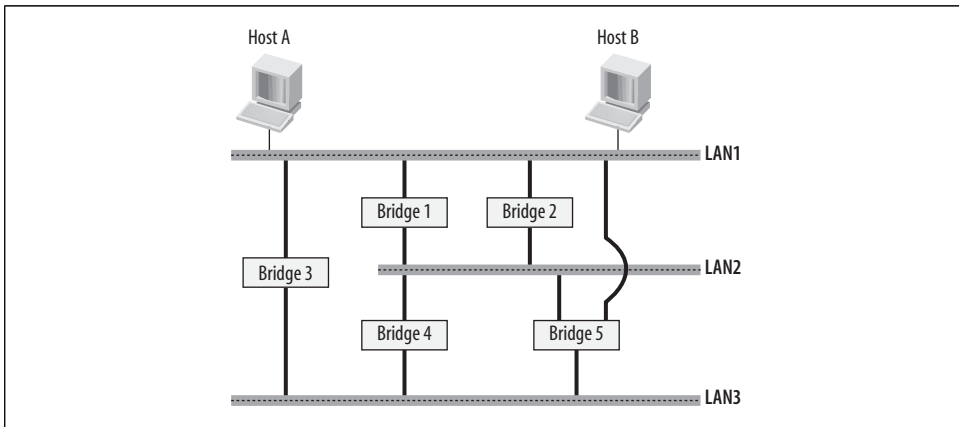 Host A
Host B
LAN1
Bridge 1
Bridge 2
Bridge 3
LAN2
Bridge 4
Bridge 5
LAN3